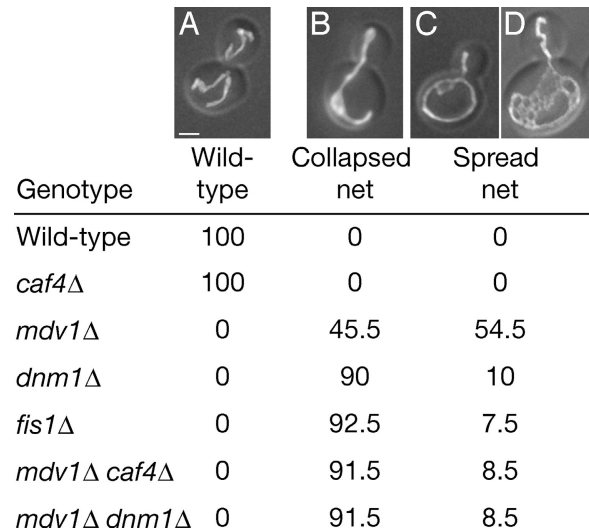 A B C D
Wild- Collapsed Spread
Genotype type net net
Wild-type 100 0 0
caf4Δ 100 0 0
mdv1Δ 0 45.5 54.5
dnm1Δ 0 90 10
fis1Δ 0 92.5 7.5
mdv1Δ caf4Δ 0 91.5 8.5
mdv1Δ dnm1Δ 0 91.5 8.5